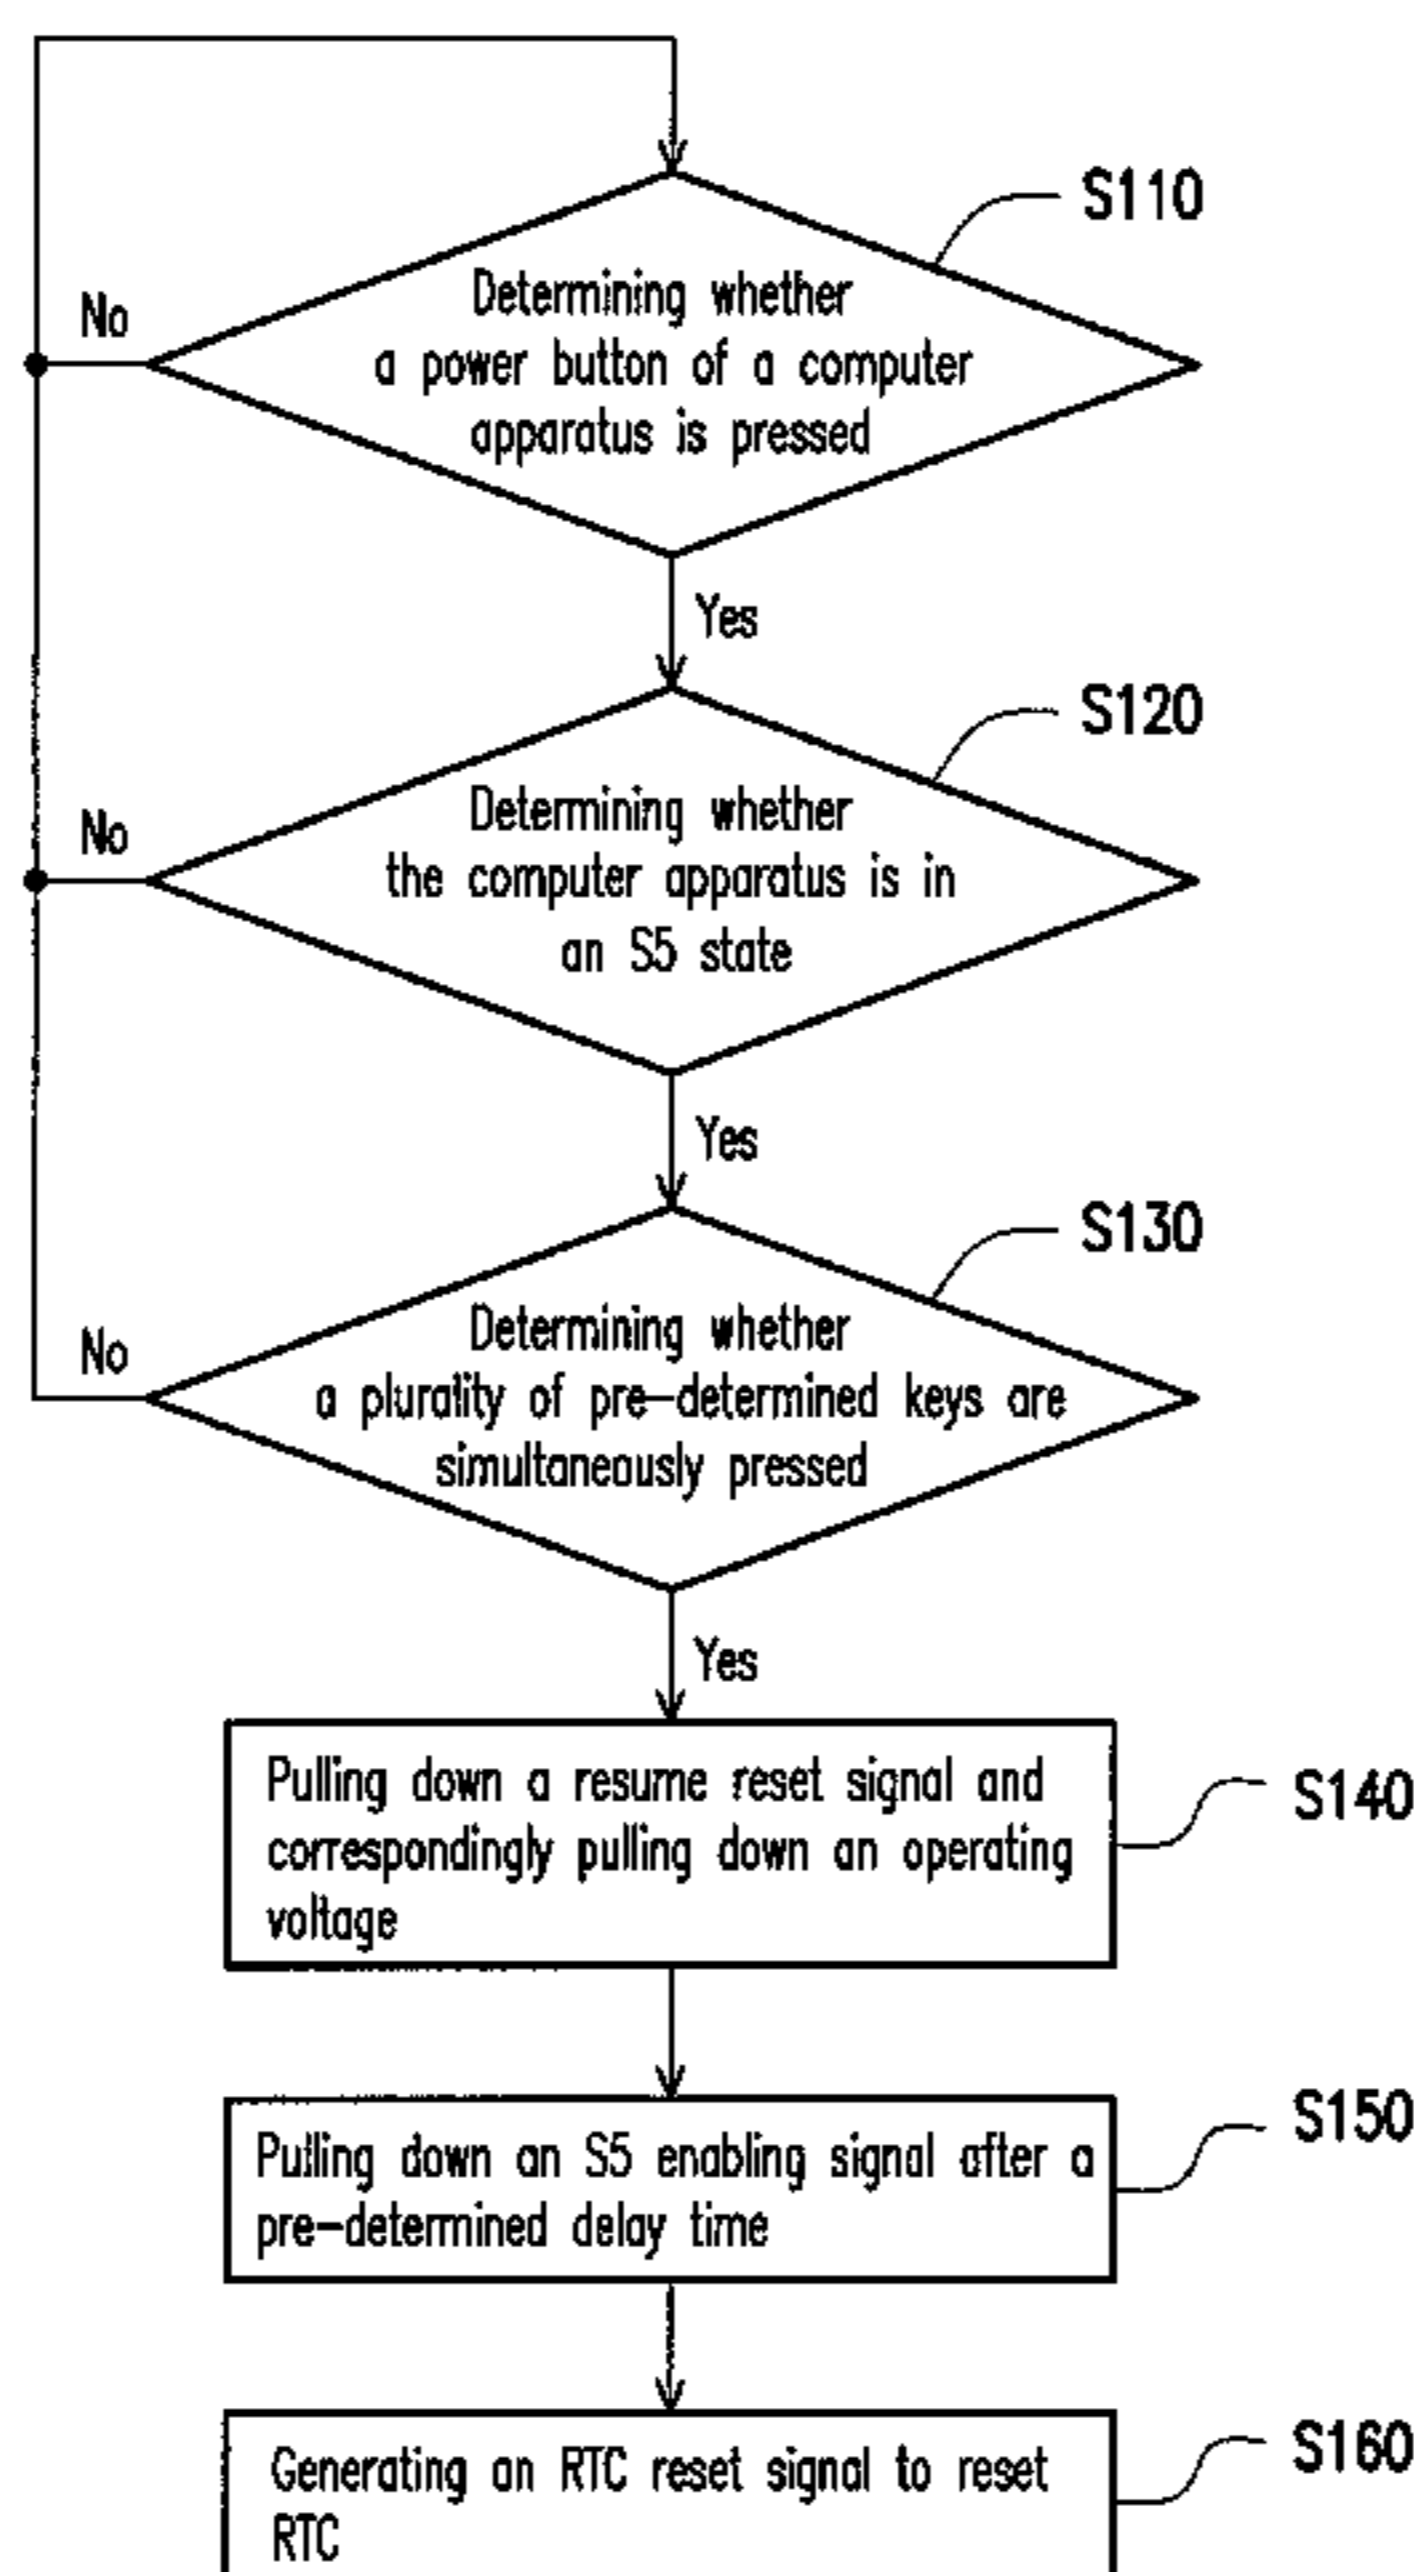 S110
Determining whether
a power button of a computer
apparatus is pressed
No
Yes
S120
Determining whether
the computer apparatus is in
an S5 state
No
Yes
S130
Determining whether
a plurality of pre-determined keys are
simultaneously pressed
No
Yes
Pulling down a resume reset signal and
correspondingly pulling down an operating
voltage
S140
Pulling down an S5 enabling signal after a
pre-determined delay time
S150
Generating an RTC reset signal to reset
RTC
S160